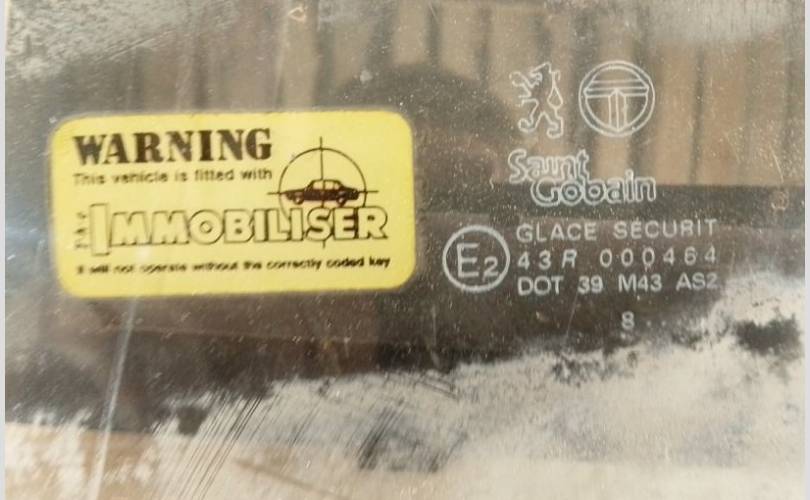 WARNING
This vehicle is fitted with
the IMMOBILISER
It will not operate without the correctly coded key
Saint
Gobain
GLACE SECURIT
E2
43R 000464
DOT 39 M43 AS2
8